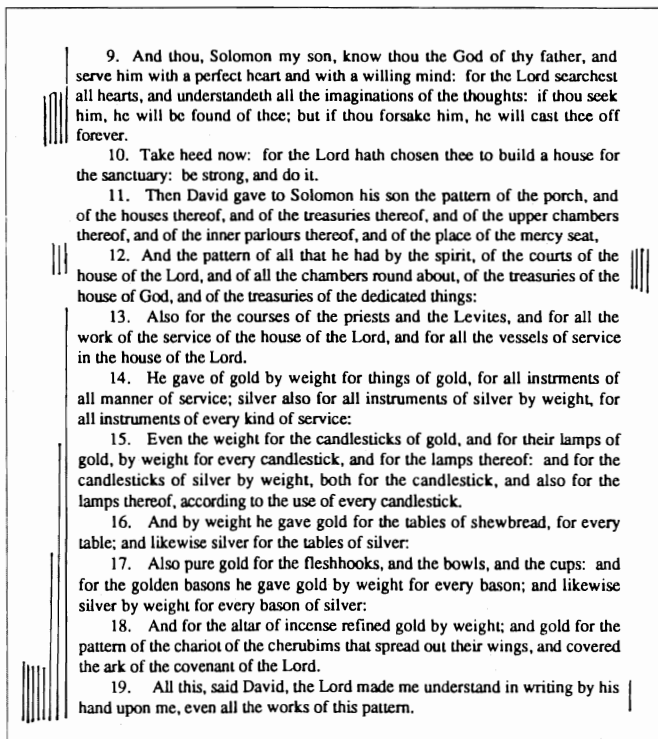 9. And thou, Solomon my son, know thou the God of thy father, and
serve him with a perfect heart and with a willing mind: for the Lord searchest
all hearts, and understandeth all the imaginations of the thoughts: if thou seek
him, he will be found of thee; but if thou forsake him, he will cast thee off
forever.
10. Take heed now: for the Lord hath chosen thee to build a house for
the sanctuary: be strong, and do it.
11. Then David gave to Solomon his son the pattern of the porch, and
of the houses thereof, and of the treasuries thereof, and of the upper chambers
thereof, and of the inner parlours thereof, and of the place of the mercy seat,
12. And the pattern of all that he had by the spirit, of the courts of the
house of the Lord, and of all the chambers round about, of the treasuries of the
house of God, and of the treasuries of the dedicated things:
13. Also for the courses of the priests and the Levites, and for all the
work of the service of the house of the Lord, and for all the vessels of service
in the house of the Lord.
14. He gave of gold by weight for things of gold, for all instrments of
all manner of service; silver also for all instruments of silver by weight, for
all instruments of every kind of service:
15. Even the weight for the candlesticks of gold, and for their lamps of
gold, by weight for every candlestick, and for the lamps thereof: and for the
candlesticks of silver by weight, both for the candlestick, and also for the
lamps thereof, according to the use of every candlestick.
16. And by weight he gave gold for the tables of shewbread, for every
table; and likewise silver for the tables of silver:
17. Also pure gold for the fleshhooks, and the bowls, and the cups: and
for the golden basons he gave gold by weight for every bason; and likewise
silver by weight for every bason of silver:
18. And for the altar of incense refined gold by weight; and gold for the
pattern of the chariot of the cherubims that spread out their wings, and covered
the ark of the covenant of the Lord.
19. All this, said David, the Lord made me understand in writing by his
hand upon me, even all the works of this pattern.